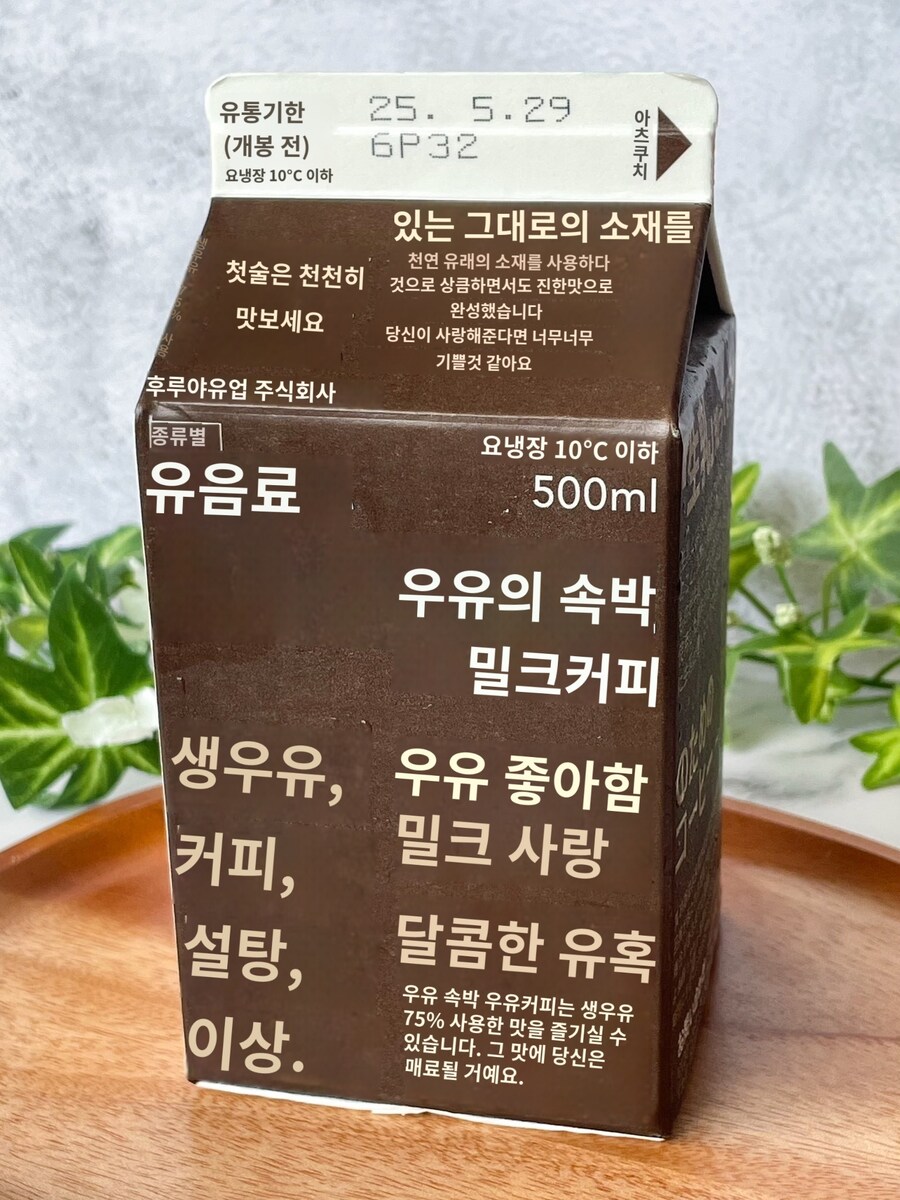 유통기한
(개봉 전)
요냉장 10°C 이하
25. 5.29
6P32
아츠쿠치
있는 그대로의 소재를
천연 유래의 소재를 사용하다
것으로 상큼하면서도 진한맛으로
완성했습니다
당신이 사랑해준다면 너무너무
기쁠것 같아요
첫술은 천천히
맛보세요
후루야유업 주식회사
종류별
유음료
요냉장 10°C 이하
500ml
우유의 속박
밀크커피
생우유,
커피,
설탕,
이상.
우유 좋아함
밀크 사랑
달콤한 유혹
우유 속박 우유커피는 생우유
75% 사용한 맛을 즐기실 수
있습니다. 그 맛에 당신은
매료될 거예요.